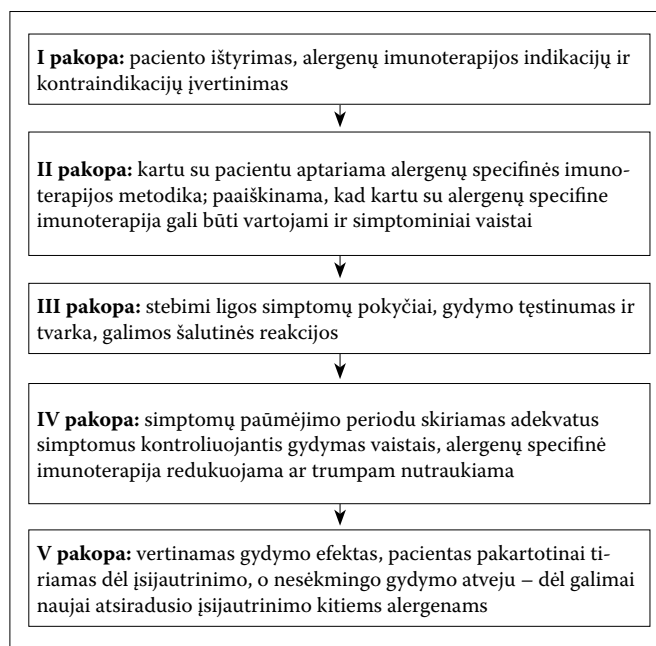 I pakopa: paciento ištyrimas, alergenų imunoterapijos indikacijų ir
kontraindikacijų įvertinimas
II pakopa: kartu su pacientu aptariama alergenų specifinės imuno-
terapijos metodika; paaiškinama, kad kartu su alergenų specifine
imunoterapija gali būti vartojami ir simptominiai vaistai
III pakopa: stebimi ligos simptomų pokyčiai, gydymo tęstinumas ir
tvarka, galimos šalutinės reakcijos
IV pakopa: simptomų paūmėjimo periodu skiriamas adekvatus
simptomus kontroliuojantis gydymas vaistais, alergenų specifinė
imunoterapija redukuojama ar trumpam nutraukiama
V pakopa: vertinamas gydymo efektas, pacientas pakartotinai ti-
riamas dėl įsijautrinimo, o nesėkmingo gydymo atveju – dėl galimai
naujai atsiradusio įsijautrinimo kitiems alergenams